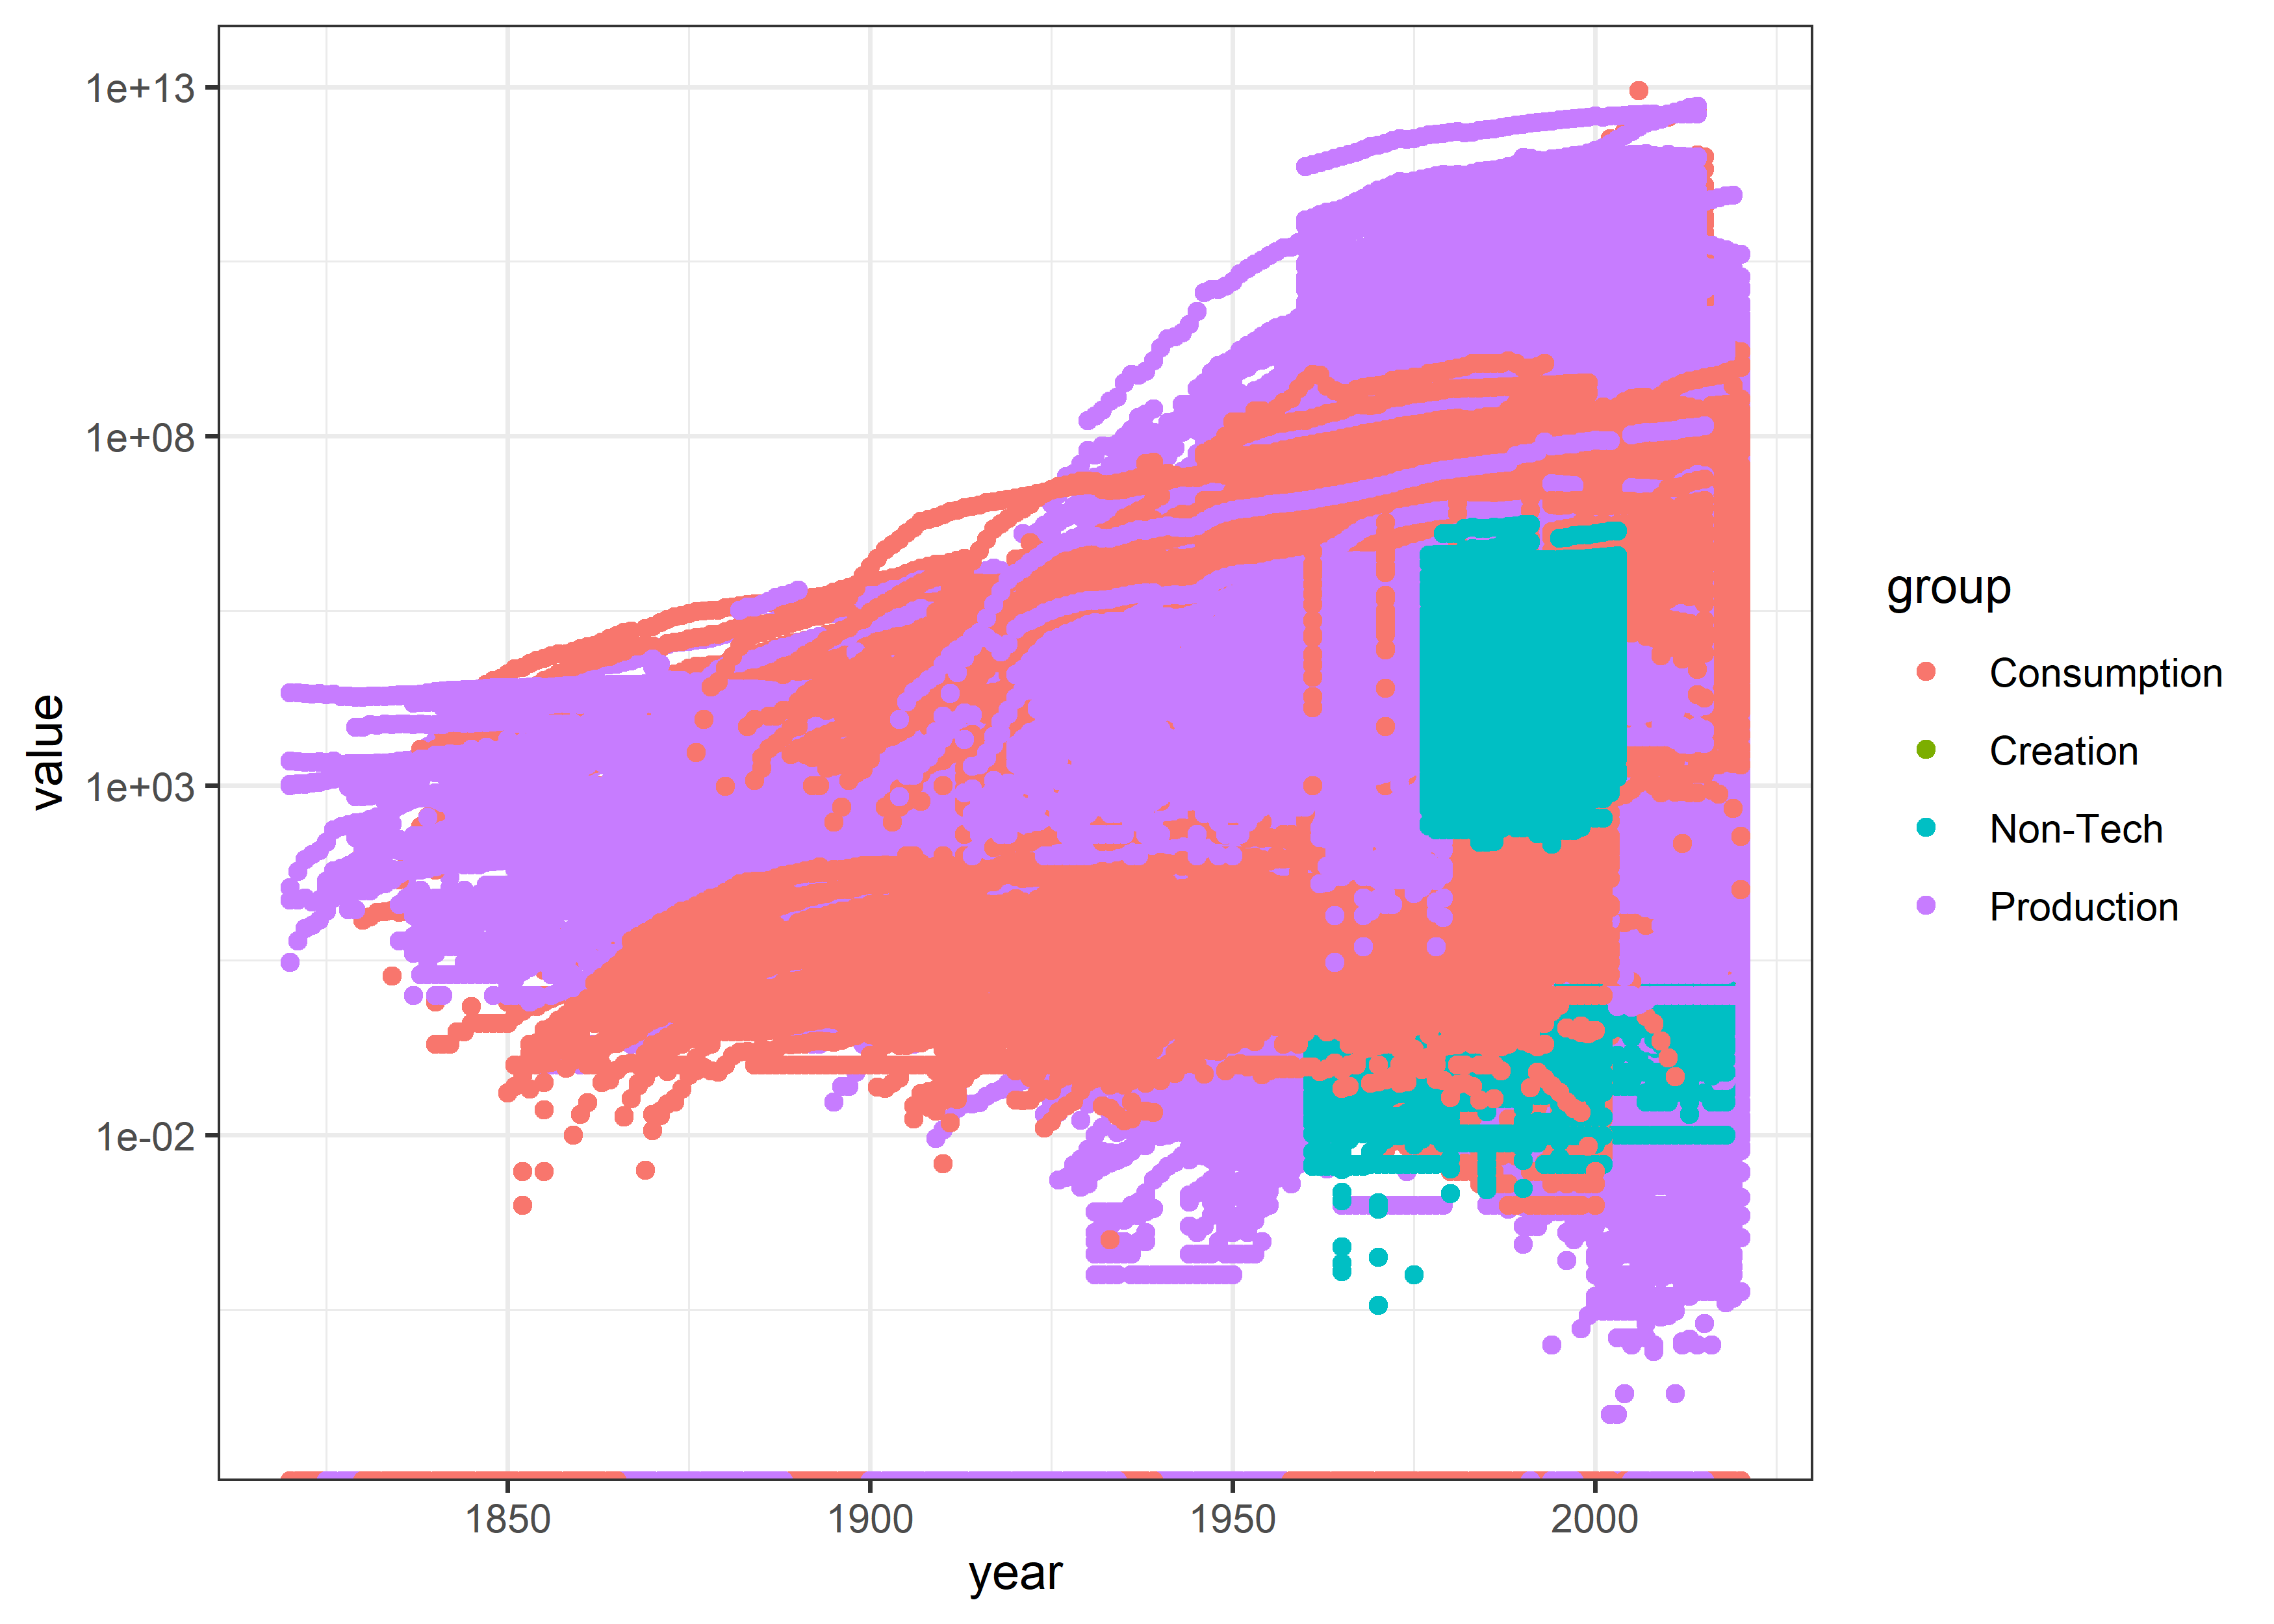 1e+13
1e+08
1e+03
1e-02
value
1850
1900
1950
2000
year
group
Consumption
Creation
Non-Tech
Production